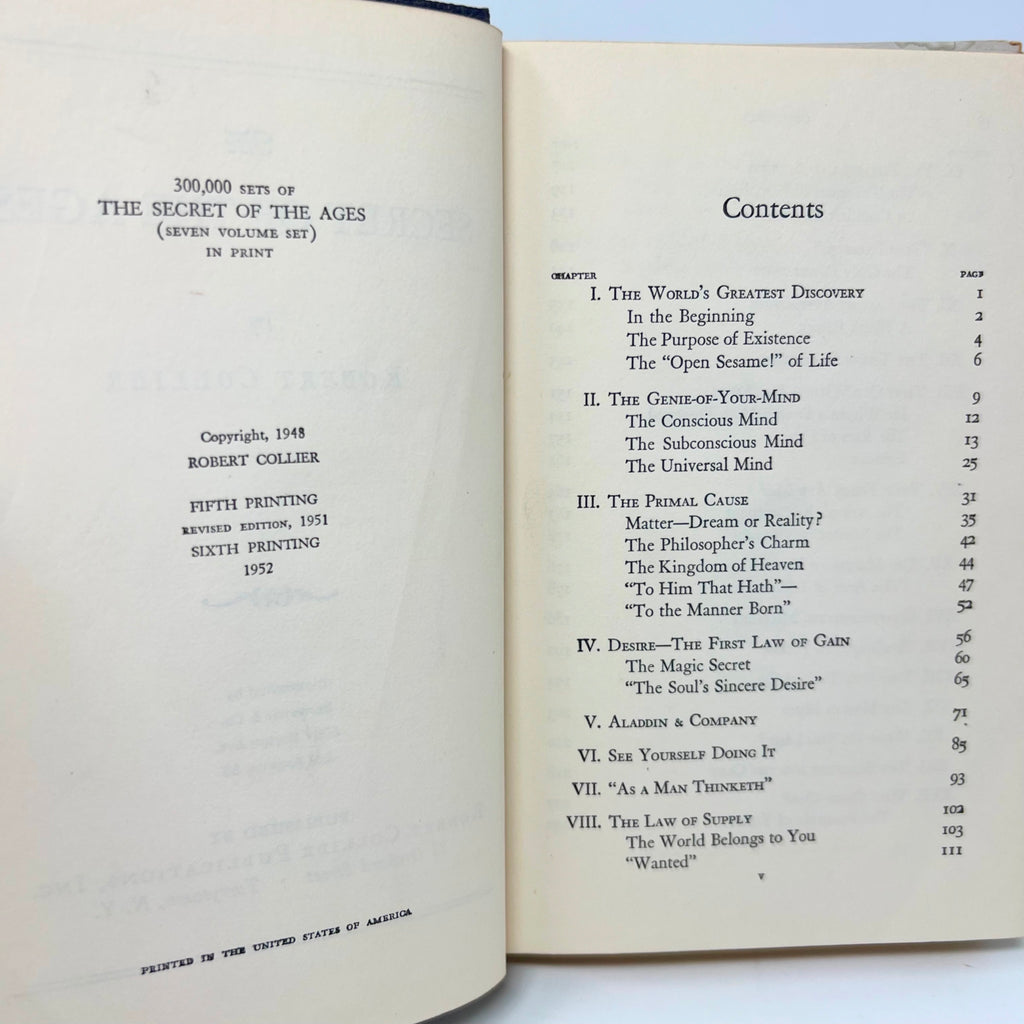 300,000 SETS OF
THE SECRET OF THE AGES
(SEVEN VOLUME SET)
IN PRINT
Copyright, 1948
ROBERT COLLIER
FIFTH PRINTING
REVISED EDITION, 1951
SIXTH PRINTING
1952
PRINTED IN THE UNITED STATES OF AMERICA
Contents
CHAPTER PAGE
I. THE WORLD'S GREATEST DISCOVERY 1
In the Beginning 2
The Purpose of Existence 4
The "Open Sesame!" of Life 6
II. THE GENIE-OF-YOUR-MIND 9
The Conscious Mind 12
The Subconscious Mind 13
The Universal Mind 25
III. THE PRIMAL CAUSE 31
Matter—Dream or Reality? 35
The Philosopher's Charm 42
The Kingdom of Heaven 44
"To Him That Hath"— 47
"To the Manner Born" 52
IV. DESIRE—THE FIRST LAW OF GAIN 56
The Magic Secret 60
"The Soul's Sincere Desire" 65
V. ALADDIN & COMPANY 71
VI. SEE YOURSELF DOING IT 85
VII. "AS A MAN THINKETH" 93
VIII. THE LAW OF SUPPLY 102
The World Belongs to You 103
"Wanted" 111
v